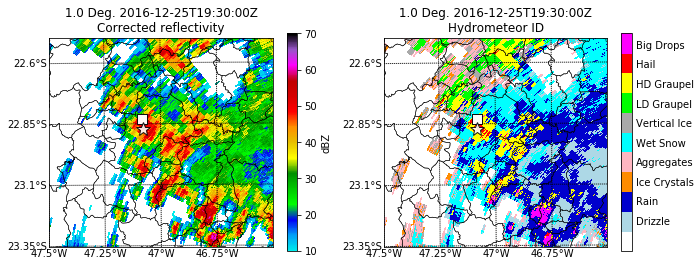 1.0 Deg. 2016-12-25T19:30:00Z
Corrected reflectivity
22.6°S
22.85°S
23.1°S
23.35°S
47.5°W
47.25°W
47°W
46.75°W
70
60
50
40
30
20
10
dBZ
1.0 Deg. 2016-12-25T19:30:00Z
Hydrometeor ID
22.6°S
22.85°S
23.1°S
23.35°S
47.5°W
47.25°W
47°W
46.75°W
Big Drops
Hail
HD Graupel
LD Graupel
Vertical Ice
Wet Snow
Aggregates
Ice Crystals
Rain
Drizzle